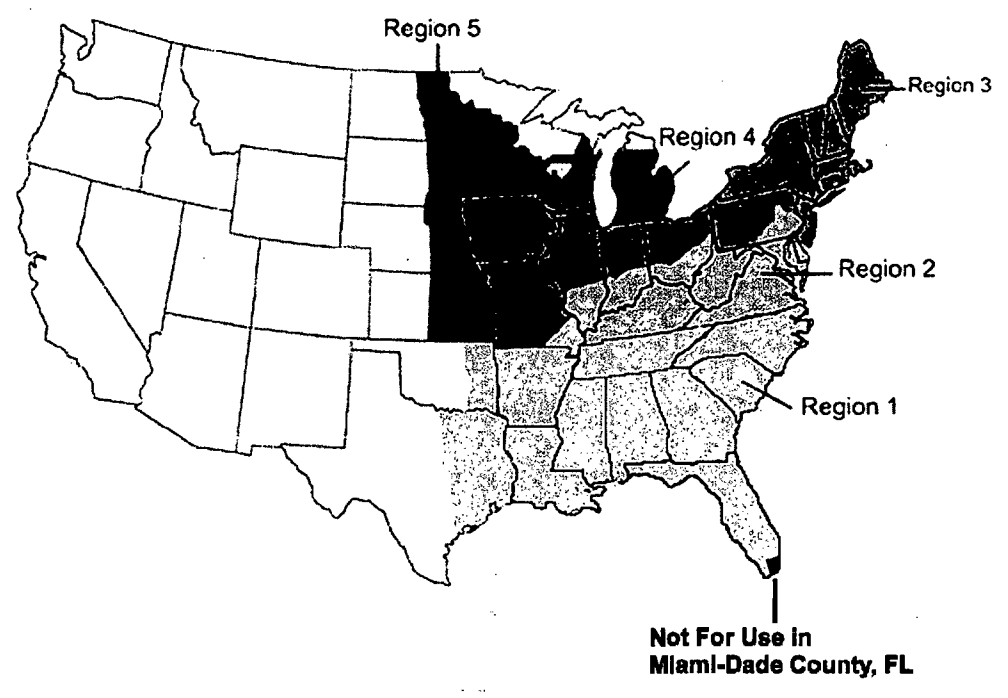 Region 5
Region 3
Region 4
Region 2
Region 1
Not For Use in
Miami-Dade County, FL